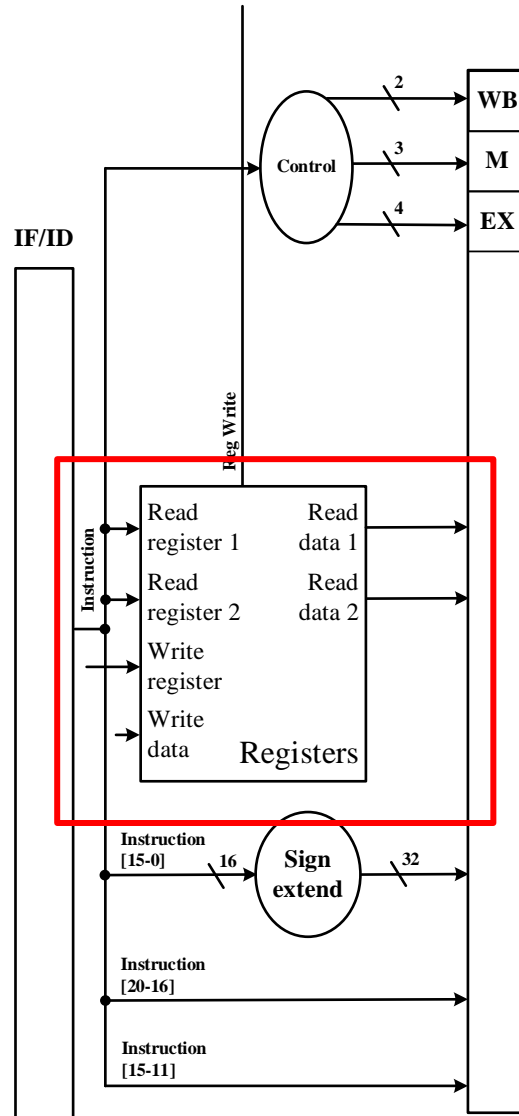 2
WB
3
Control
M
4
EX
IF/ID
Reg Write
Instruction
Read
register 1
Read
data 1
Read
register 2
Read
data 2
Write
register
Write
data
Registers
Instruction
[15-0]
16
Sign
extend
32
Instruction
[20-16]
Instruction
[15-11]